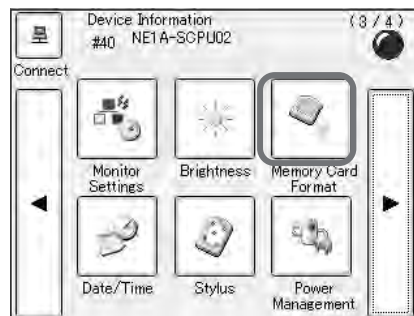 Device Information
(3/4)
#40 NE1A-SCPU02
Connect
Monitor
Settings
Brightness
Memory Card
Format
Date/Time
Stylus
Power
Management